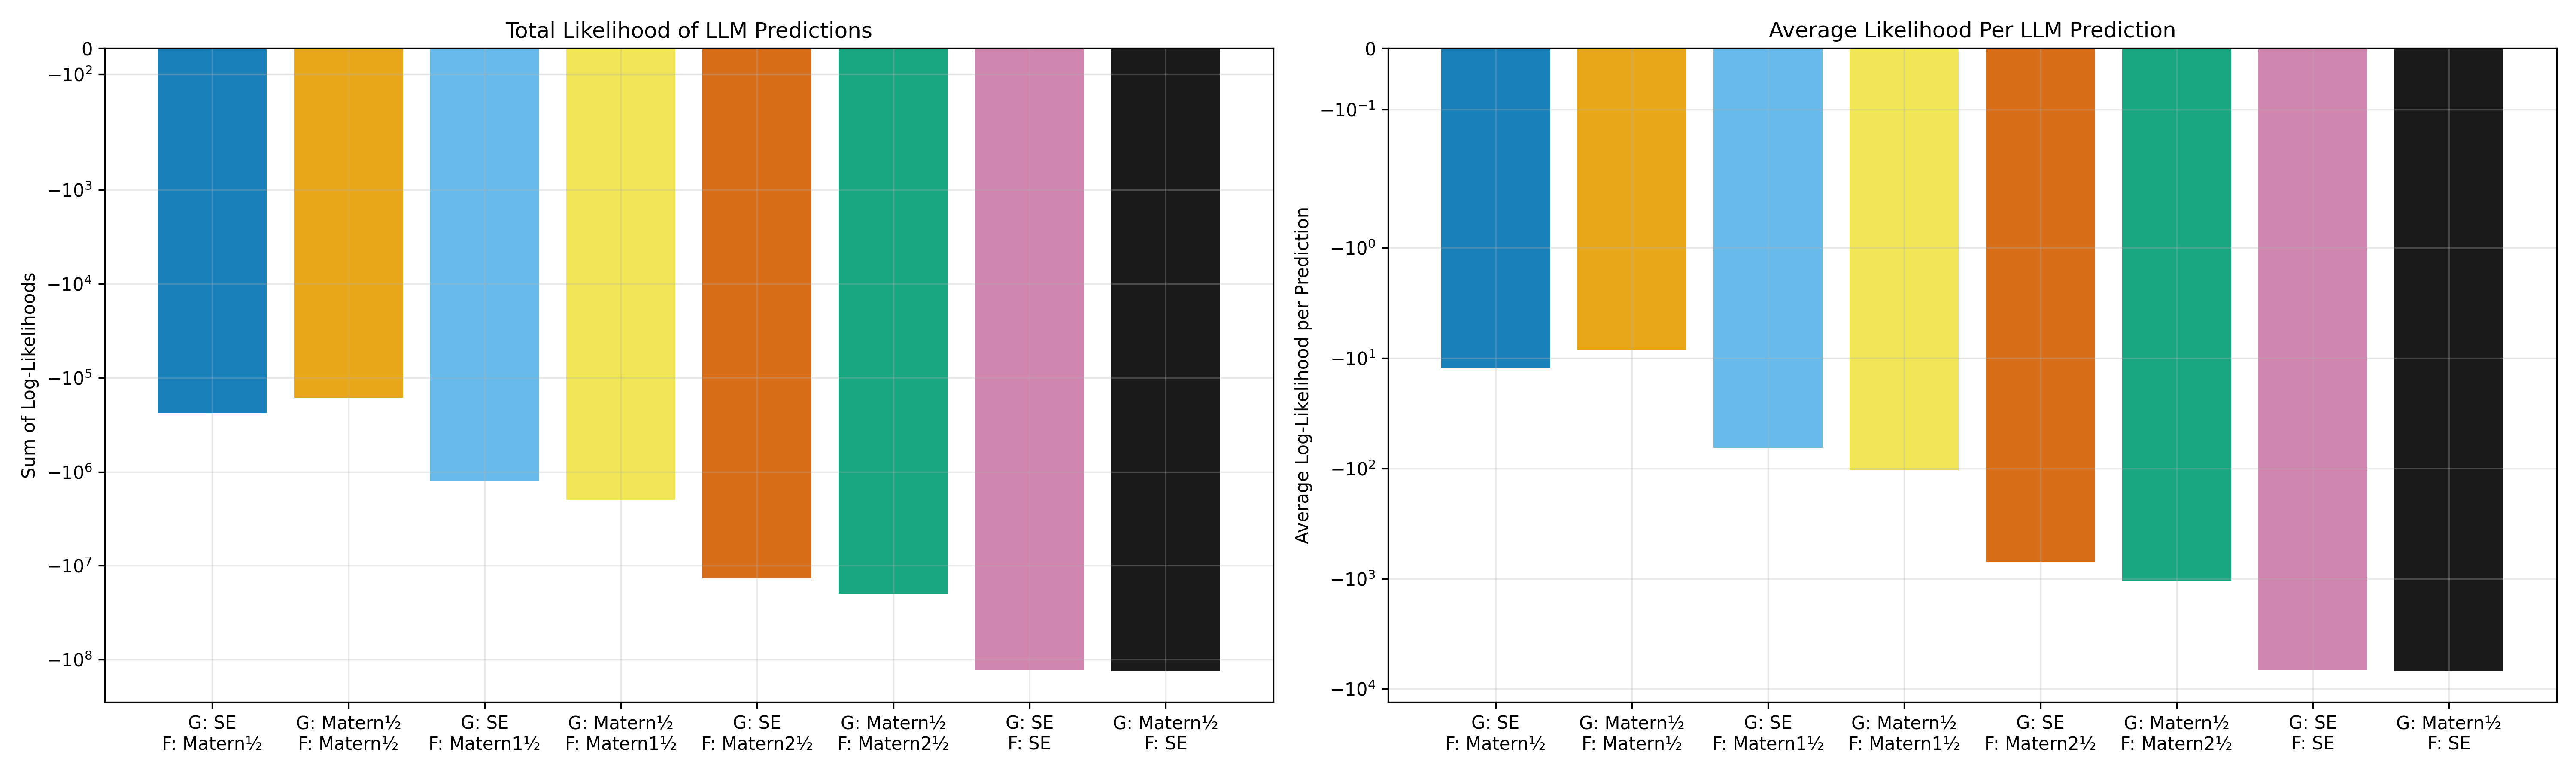 Total Likelihood of LLM Predictions
Sum of Log-Likelihoods
0
−10²
−10³
−10⁴
−10⁵
−10⁶
−10⁷
−10⁸
G: SE
F: Matern½
G: Matern½
F: Matern½
G: SE
F: Matern1½
G: Matern½
F: Matern1½
G: SE
F: Matern2½
G: Matern½
F: Matern2½
G: SE
F: SE
G: Matern½
F: SE
Average Likelihood Per LLM Prediction
Average Log-Likelihood per Prediction
0
−10⁻¹
−10⁰
−10¹
−10²
−10³
−10⁴
G: SE
F: Matern½
G: Matern½
F: Matern½
G: SE
F: Matern1½
G: Matern½
F: Matern1½
G: SE
F: Matern2½
G: Matern½
F: Matern2½
G: SE
F: SE
G: Matern½
F: SE